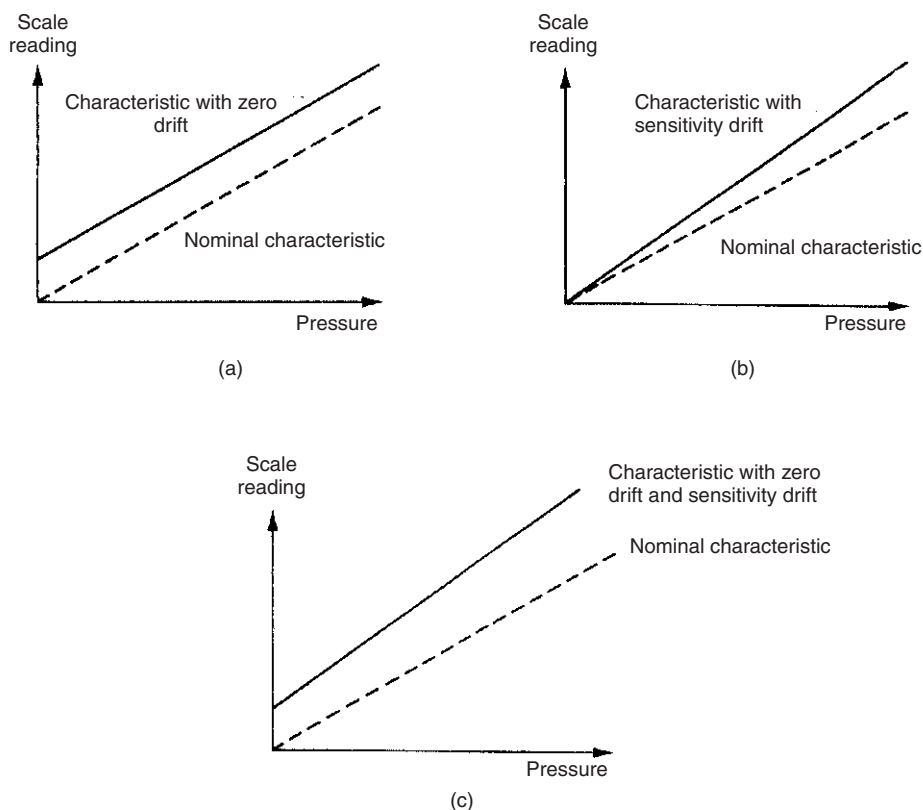 Scale
reading
Characteristic with zero
drift
Nominal characteristic
Pressure
(a)
Scale
reading
Characteristic with
sensitivity drift
Nominal characteristic
Pressure
(b)
Scale
reading
Characteristic with zero
drift and sensitivity drift
Nominal characteristic
Pressure
(c)